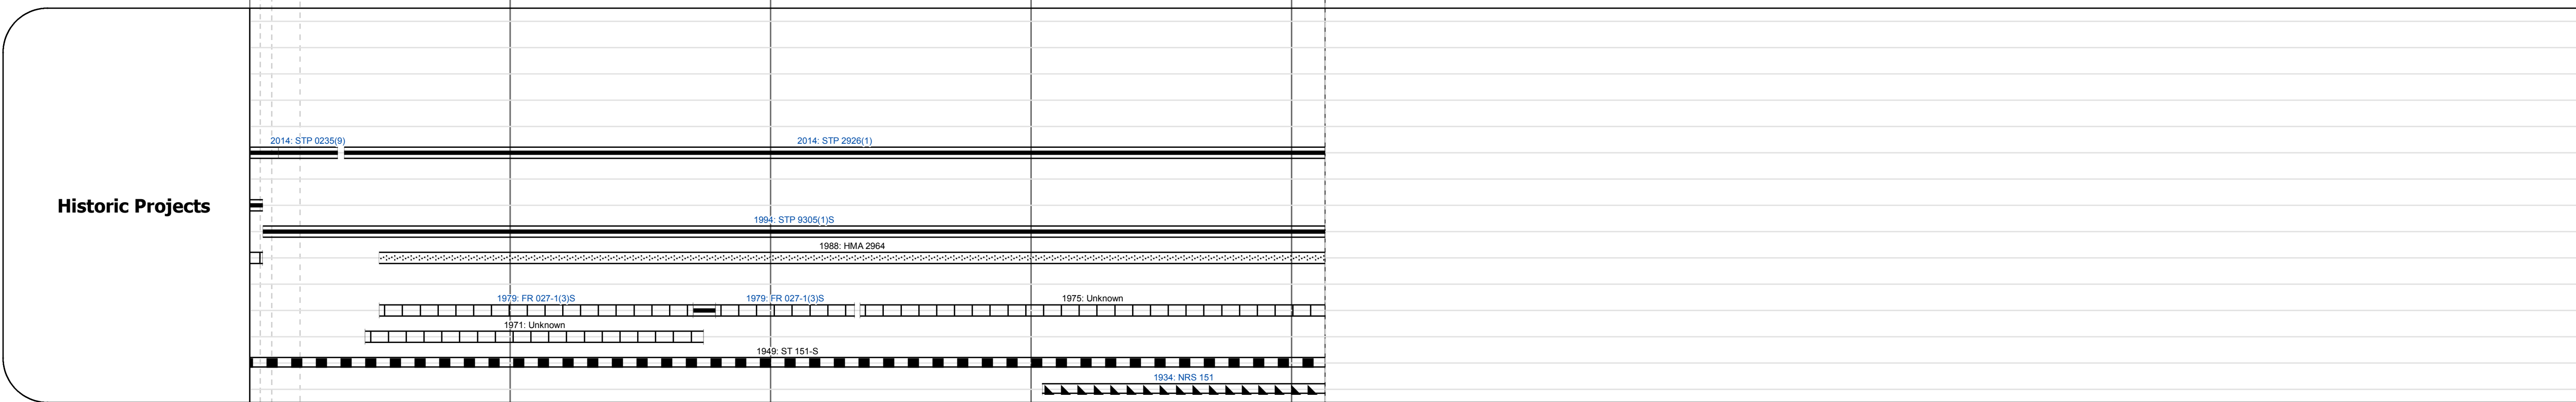 2014: STP 0235(9)
2014: STP 2926(1)
Historic Projects
1994: STP 9305(1)S
1988: HMA 2964
1979: FR 027-1(3)S
1979: FR 027-1(3)S
1975: Unknown
1971: Unknown
1949: ST 151-S
1934: NRS 151